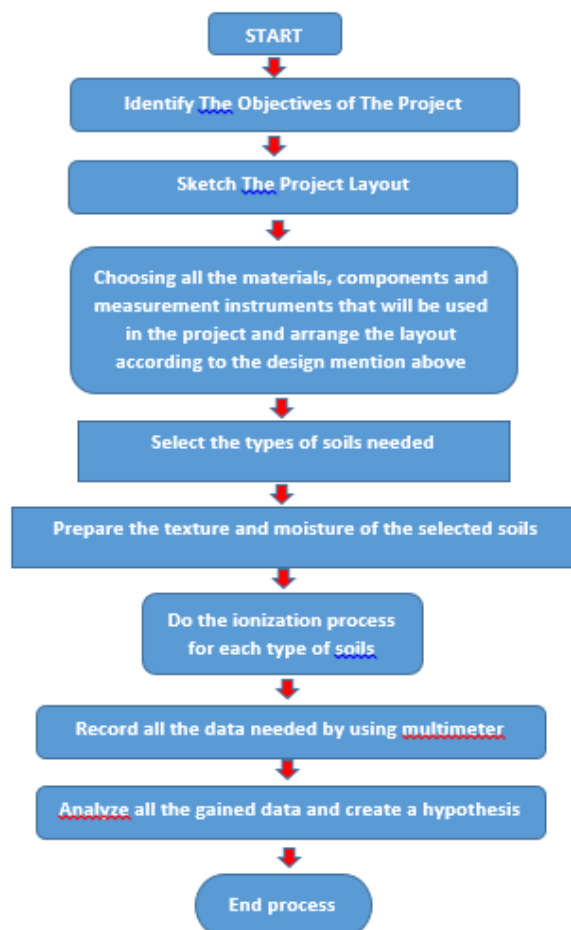 START
Identify The Objectives of The Project
Sketch The Project Layout
Choosing all the materials, components and
measurement instruments that will be used
in the project and arrange the layout
according to the design mention above
Select the types of soils needed
Prepare the texture and moisture of the selected soils
Do the ionization process
for each type of soils
Record all the data needed by using multimeter
Analyze all the gained data and create a hypothesis
End process